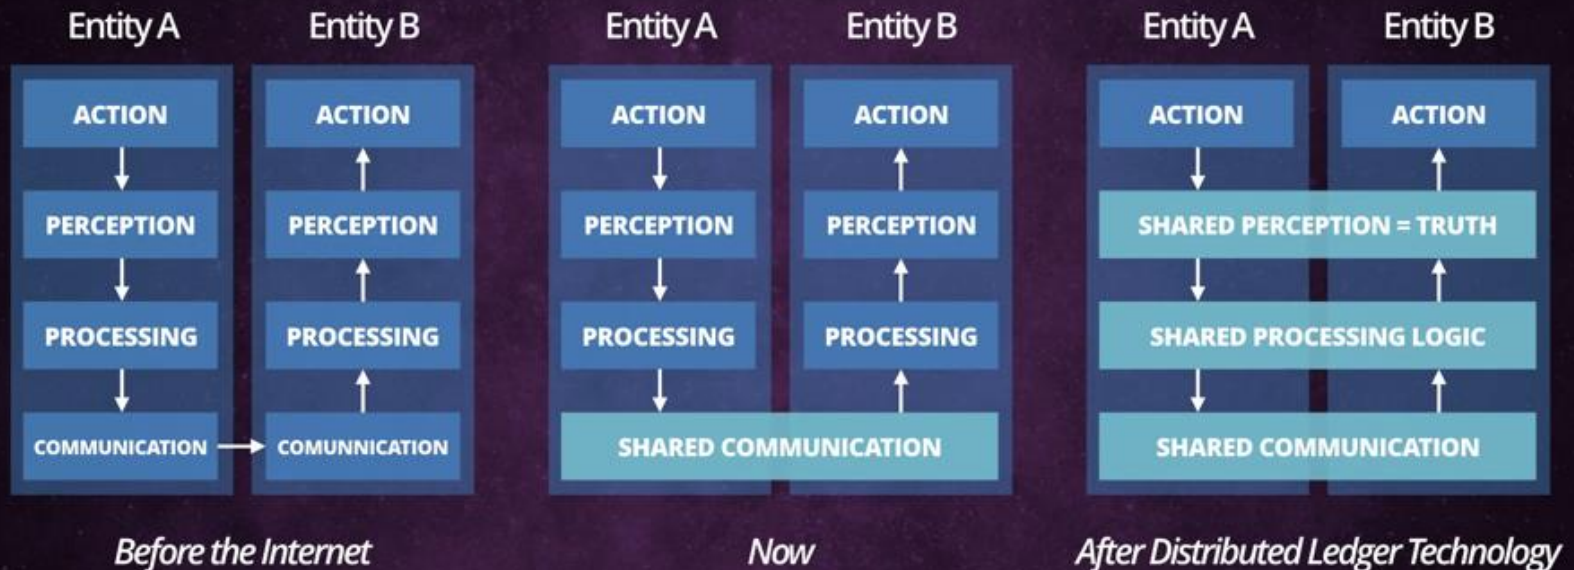 Entity A
Entity B
ACTION
ACTION
PERCEPTION
PERCEPTION
PROCESSING
PROCESSING
COMMUNICATION
COMUNNICATION
Before the Internet
Entity A
Entity B
ACTION
ACTION
PERCEPTION
PERCEPTION
PROCESSING
PROCESSING
SHARED COMMUNICATION
Now
Entity A
Entity B
ACTION
ACTION
SHARED PERCEPTION = TRUTH
SHARED PROCESSING LOGIC
SHARED COMMUNICATION
After Distributed Ledger Technology